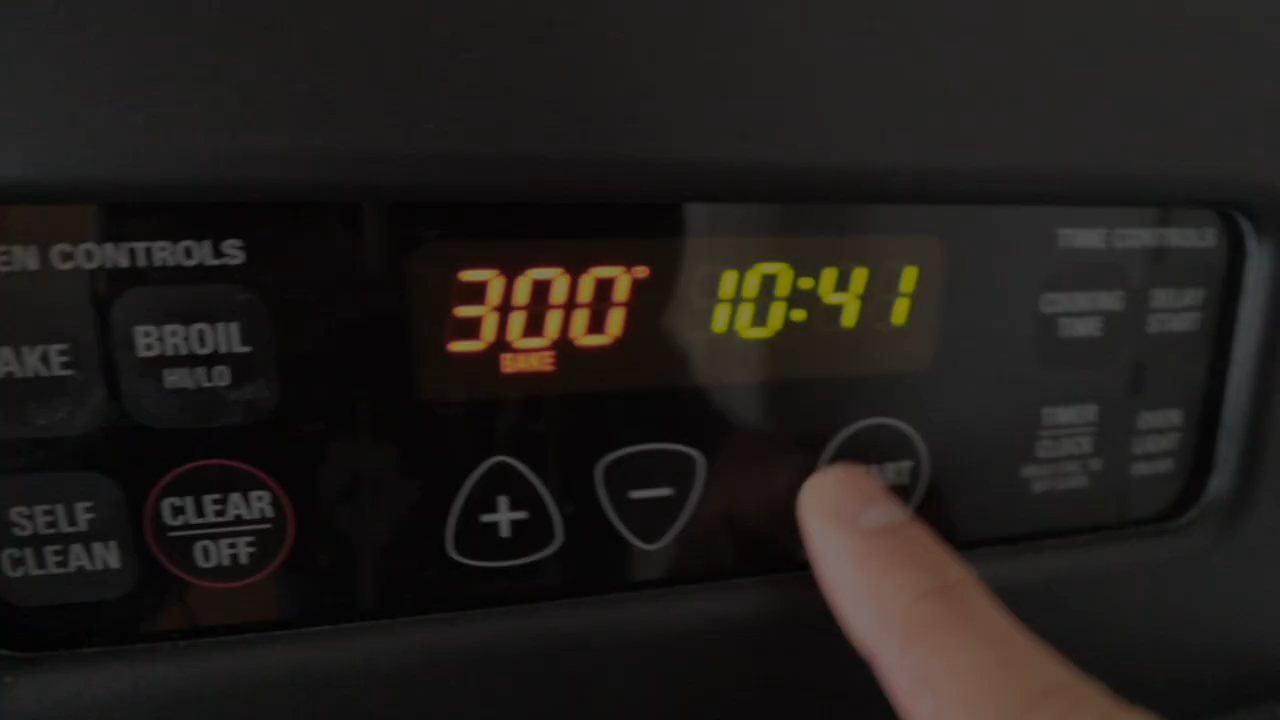 EN CONTROLS
AKE
BROIL
HI/LO
SELF
CLEAN
CLEAR
OFF
300°
BAKE
10:41
+
−
ART
TIME CONTROLS
COOKING
TIME
DELAY
START
TIMER
CLOCK
OVEN
LIGHT